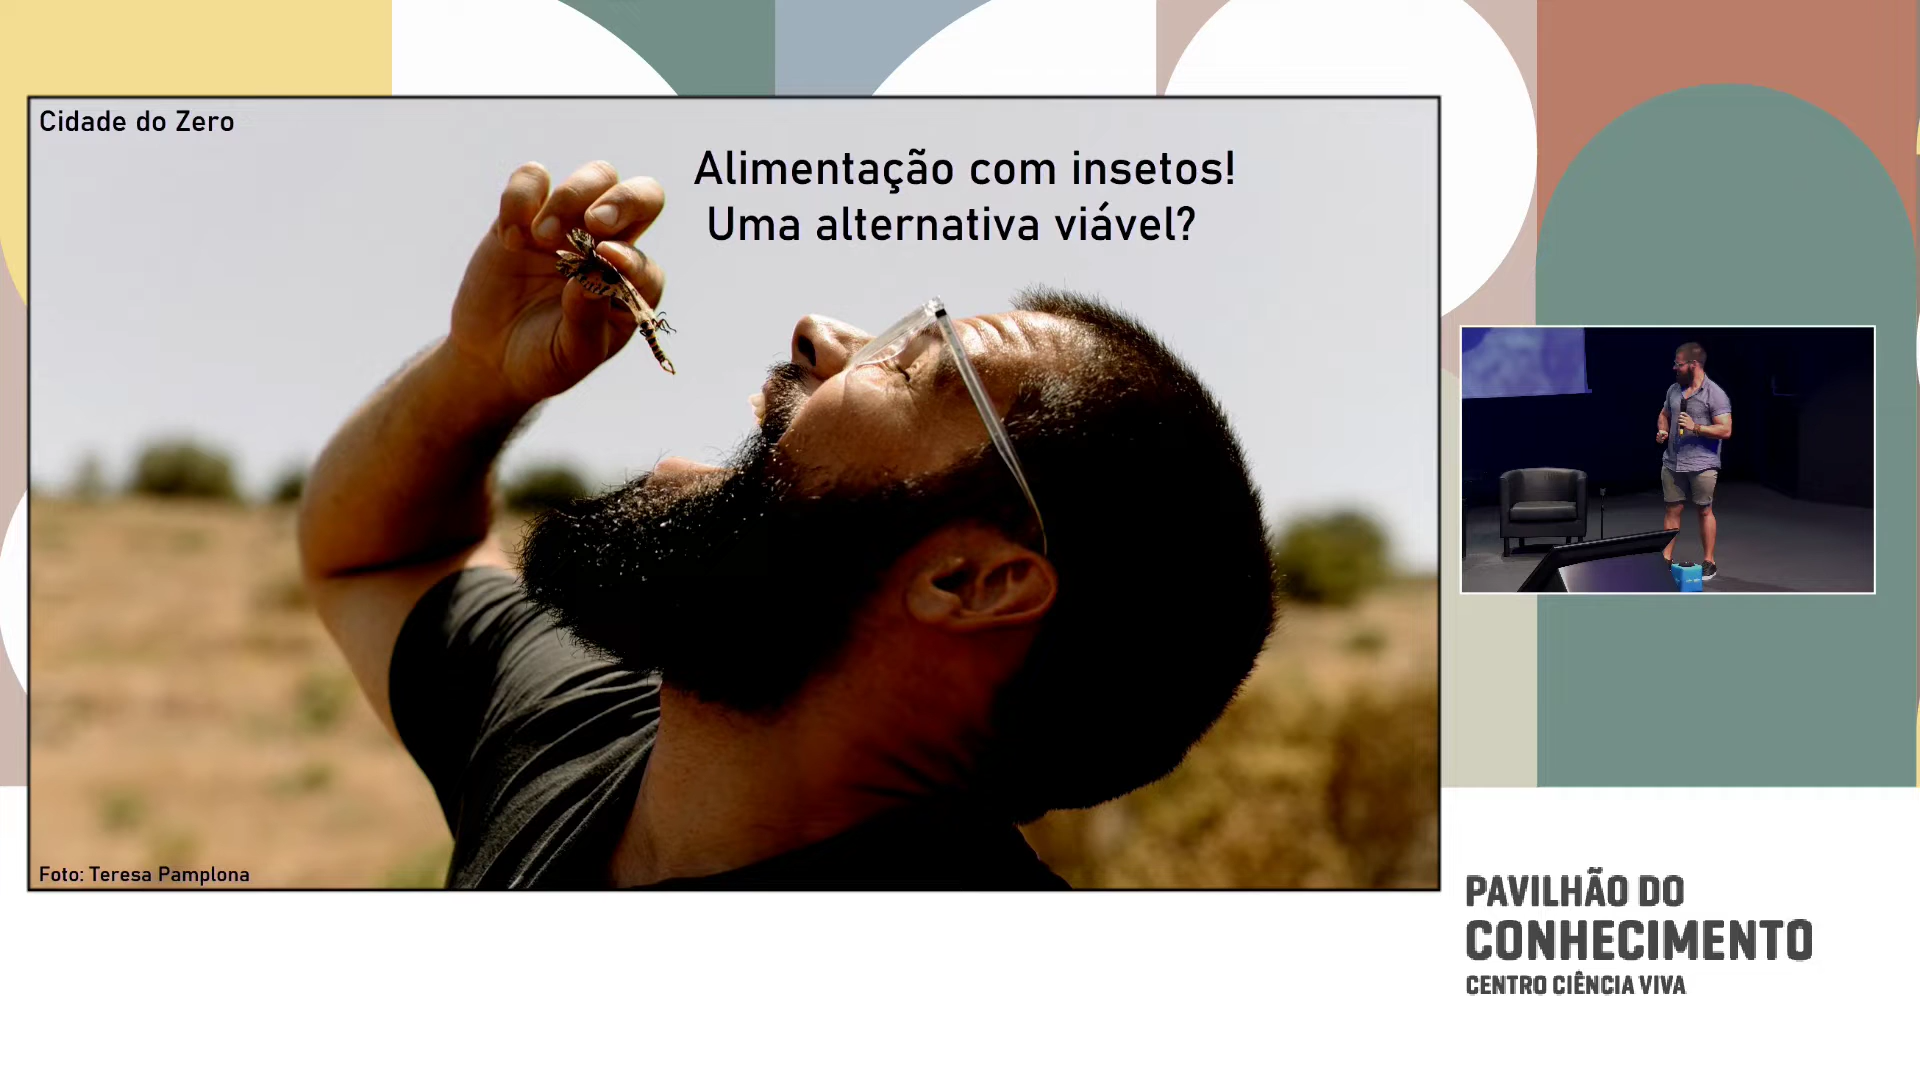 Cidade do Zero
Alimentação com insetos!
Uma alternativa viável?
Foto: Teresa Pamplona
PAVILHÃO DO
CONHECIMENTO
CENTRO CIÊNCIA VIVA